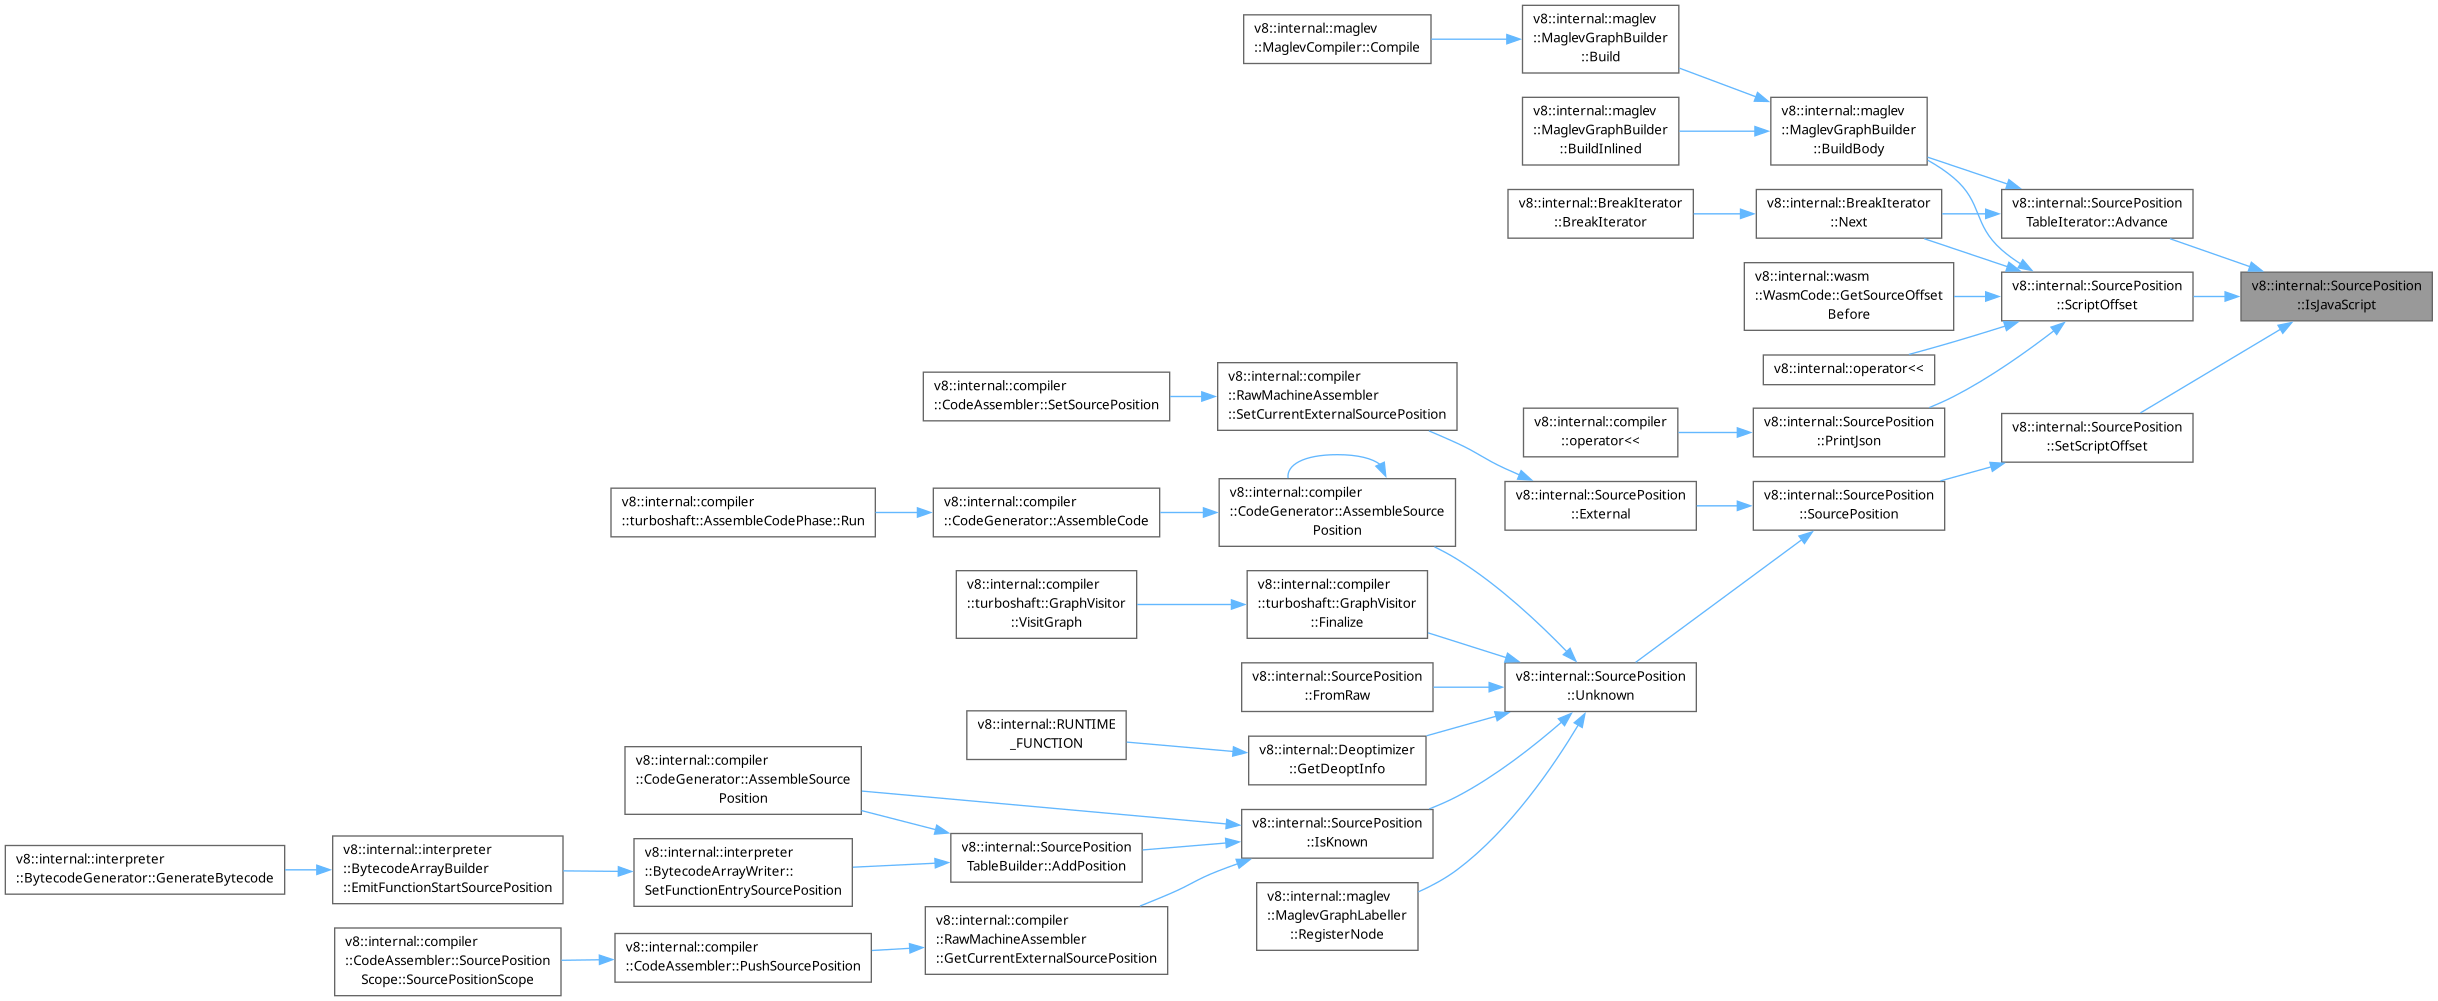 v8::internal::maglev
::MaglevCompiler::Compile
v8::internal::maglev
::MaglevGraphBuilder
::Build
v8::internal::maglev
::MaglevGraphBuilder
::BuildInlined
v8::internal::maglev
::MaglevGraphBuilder
::BuildBody
v8::internal::BreakIterator
::BreakIterator
v8::internal::BreakIterator
::Next
v8::internal::SourcePosition
TableIterator::Advance
v8::internal::wasm
::WasmCode::GetSourceOffset
Before
v8::internal::SourcePosition
::ScriptOffset
v8::internal::SourcePosition
::IsJavaScript
v8::internal::operator<<
v8::internal::compiler
::CodeAssembler::SetSourcePosition
v8::internal::compiler
::RawMachineAssembler
::SetCurrentExternalSourcePosition
v8::internal::compiler
::operator<<
v8::internal::SourcePosition
::PrintJson
v8::internal::SourcePosition
::SetScriptOffset
v8::internal::compiler
::turboshaft::AssembleCodePhase::Run
v8::internal::compiler
::CodeGenerator::AssembleCode
v8::internal::compiler
::CodeGenerator::AssembleSource
Position
v8::internal::SourcePosition
::External
v8::internal::SourcePosition
::SourcePosition
v8::internal::compiler
::turboshaft::GraphVisitor
::VisitGraph
v8::internal::compiler
::turboshaft::GraphVisitor
::Finalize
v8::internal::SourcePosition
::FromRaw
v8::internal::SourcePosition
::Unknown
v8::internal::RUNTIME
_FUNCTION
v8::internal::Deoptimizer
::GetDeoptInfo
v8::internal::compiler
::CodeGenerator::AssembleSource
Position
v8::internal::SourcePosition
::IsKnown
v8::internal::interpreter
::BytecodeGenerator::GenerateBytecode
v8::internal::interpreter
::BytecodeArrayBuilder
::EmitFunctionStartSourcePosition
v8::internal::interpreter
::BytecodeArrayWriter::
SetFunctionEntrySourcePosition
v8::internal::SourcePosition
TableBuilder::AddPosition
v8::internal::maglev
::MaglevGraphLabeller
::RegisterNode
v8::internal::compiler
::CodeAssembler::SourcePosition
Scope::SourcePositionScope
v8::internal::compiler
::CodeAssembler::PushSourcePosition
v8::internal::compiler
::RawMachineAssembler
::GetCurrentExternalSourcePosition